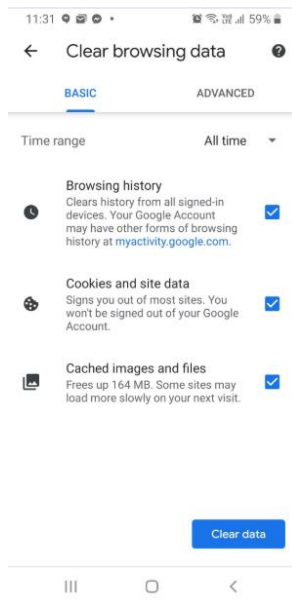 11:31 59%
Clear browsing data
BASIC ADVANCED
Time range All time
Browsing history
Clears history from all signed-in
devices. Your Google Account
may have other forms of browsing
history at myactivity.google.com.
Cookies and site data
Signs you out of most sites. You
won't be signed out of your Google
Account.
Cached images and files
Frees up 164 MB. Some sites may
load more slowly on your next visit.
Clear data